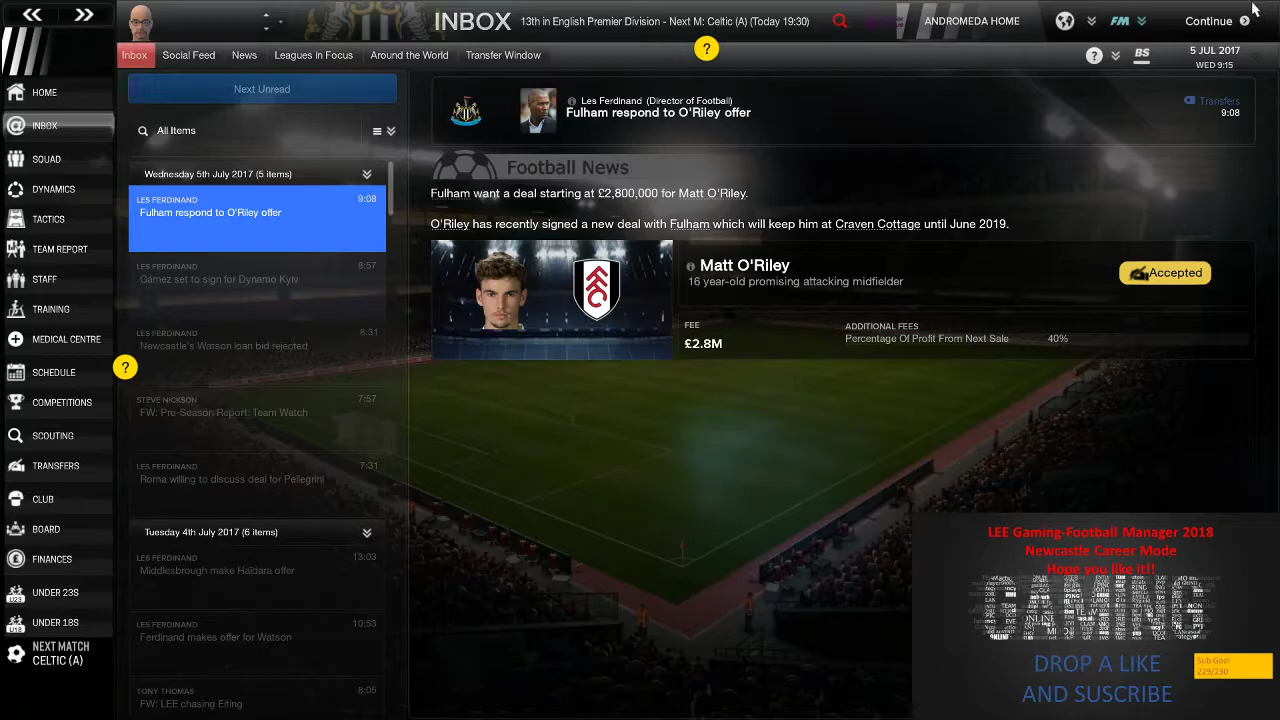 INBOX
13th in English Premier Division - Next M: Celtic (A) (Today 19:30)
ANDROMEDA HOME
FM
Continue
Inbox
Social Feed
News
Leagues in Focus
Around the World
Transfer Window
?
?
BS
5 JUL 2017
WED 9:15
HOME
INBOX
SQUAD
DYNAMICS
TACTICS
TEAM REPORT
STAFF
TRAINING
MEDICAL CENTRE
SCHEDULE
COMPETITIONS
SCOUTING
TRANSFERS
CLUB
BOARD
FINANCES
UNDER 23S
UNDER 18S
NEXT MATCH
CELTIC (A)
Next Unread
All Items
Wednesday 5th July 2017 (5 items)
LES FERDINAND 9:08
Fulham respond to O'Riley offer
LES FERDINAND 8:57
Gámez set to sign for Dynamo Kyiv
LES FERDINAND 8:31
Newcastle's Watson loan bid rejected
?
STEVE NICKSON 7:57
FW: Pre-Season Report: Team Watch
LES FERDINAND 7:31
Roma willing to discuss deal for Pellegrini
Tuesday 4th July 2017 (6 items)
LES FERDINAND 13:03
Middlesbrough make Haïdara offer
LES FERDINAND 10:53
Ferdinand makes offer for Watson
TONY THOMAS 8:05
FW: LEE chasing Elting
Les Ferdinand (Director of Football)
Fulham respond to O'Riley offer
Transfers
9:08
Football News
Fulham want a deal starting at £2,800,000 for Matt O'Riley.
O'Riley has recently signed a new deal with Fulham which will keep him at Craven Cottage until June 2019.
Matt O'Riley
16 year-old promising attacking midfielder
Accepted
FEE
£2.8M
ADDITIONAL FEES
Percentage Of Profit From Next Sale 40%
LEE Gaming-Football Manager 2018
Newcastle Career Mode
Hope you like it!!
DROP A LIKE
AND SUSCRIBE
Sub Goal
229/230